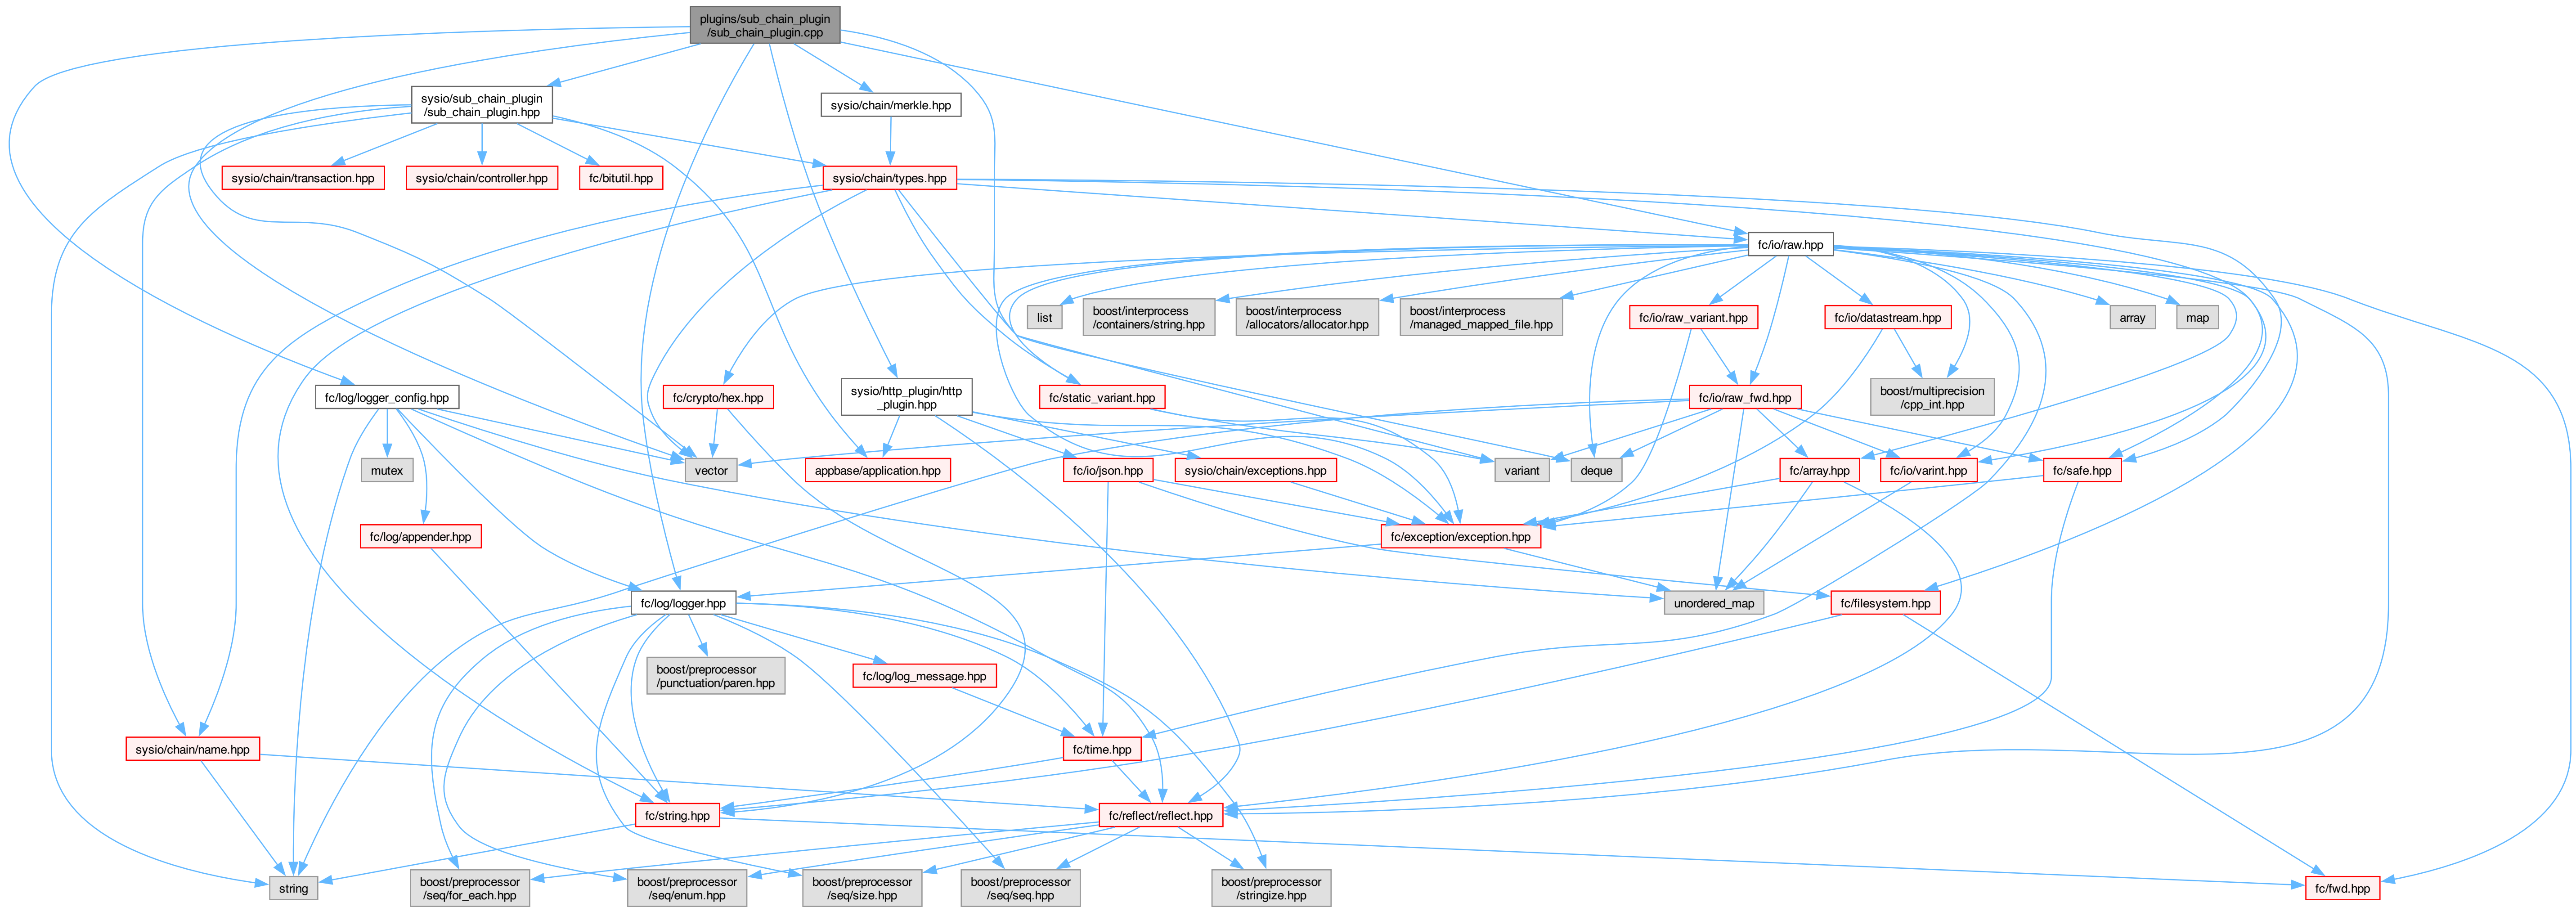 plugins/sub_chain_plugin
/sub_chain_plugin.cpp
sysio/sub_chain_plugin
/sub_chain_plugin.hpp
sysio/chain/merkle.hpp
sysio/chain/transaction.hpp
sysio/chain/controller.hpp
fc/bitutil.hpp
sysio/chain/types.hpp
fc/io/raw.hpp
list
boost/interprocess
/containers/string.hpp
boost/interprocess
/allocators/allocator.hpp
boost/interprocess
/managed_mapped_file.hpp
fc/io/raw_variant.hpp
fc/io/datastream.hpp
array
map
fc/log/logger_config.hpp
fc/crypto/hex.hpp
sysio/http_plugin/http
_plugin.hpp
fc/static_variant.hpp
fc/io/raw_fwd.hpp
boost/multiprecision
/cpp_int.hpp
mutex
vector
appbase/application.hpp
fc/io/json.hpp
sysio/chain/exceptions.hpp
variant
deque
fc/array.hpp
fc/io/varint.hpp
fc/safe.hpp
fc/log/appender.hpp
fc/exception/exception.hpp
fc/log/logger.hpp
unordered_map
fc/filesystem.hpp
boost/preprocessor
/punctuation/paren.hpp
fc/log/log_message.hpp
sysio/chain/name.hpp
fc/time.hpp
fc/string.hpp
fc/reflect/reflect.hpp
string
boost/preprocessor
/seq/for_each.hpp
boost/preprocessor
/seq/enum.hpp
boost/preprocessor
/seq/size.hpp
boost/preprocessor
/seq/seq.hpp
boost/preprocessor
/stringize.hpp
fc/fwd.hpp